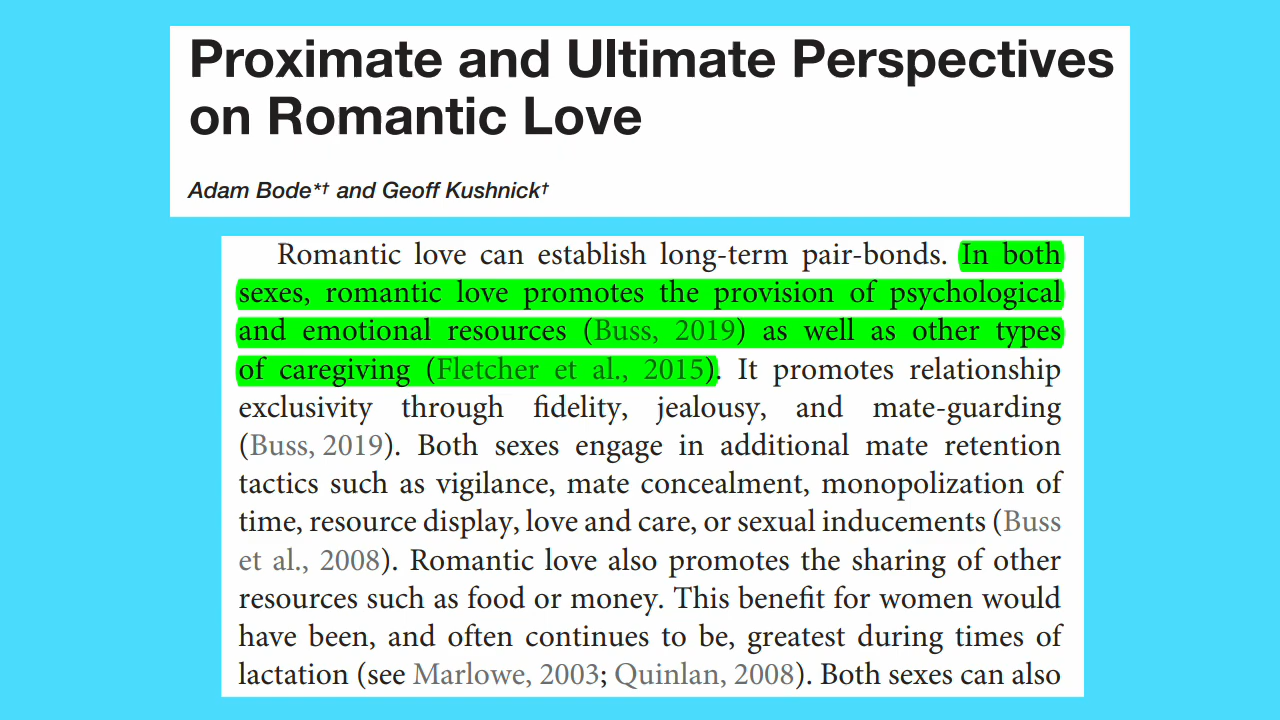 Proximate and Ultimate Perspectives
on Romantic Love
Adam Bode*† and Geoff Kushnick†
Romantic love can establish long-term pair-bonds. In both
sexes, romantic love promotes the provision of psychological
and emotional resources (Buss, 2019) as well as other types
of caregiving (Fletcher et al., 2015). It promotes relationship
exclusivity through fidelity, jealousy, and mate-guarding
(Buss, 2019). Both sexes engage in additional mate retention
tactics such as vigilance, mate concealment, monopolization of
time, resource display, love and care, or sexual inducements (Buss
et al., 2008). Romantic love also promotes the sharing of other
resources such as food or money. This benefit for women would
have been, and often continues to be, greatest during times of
lactation (see Marlowe, 2003; Quinlan, 2008). Both sexes can also